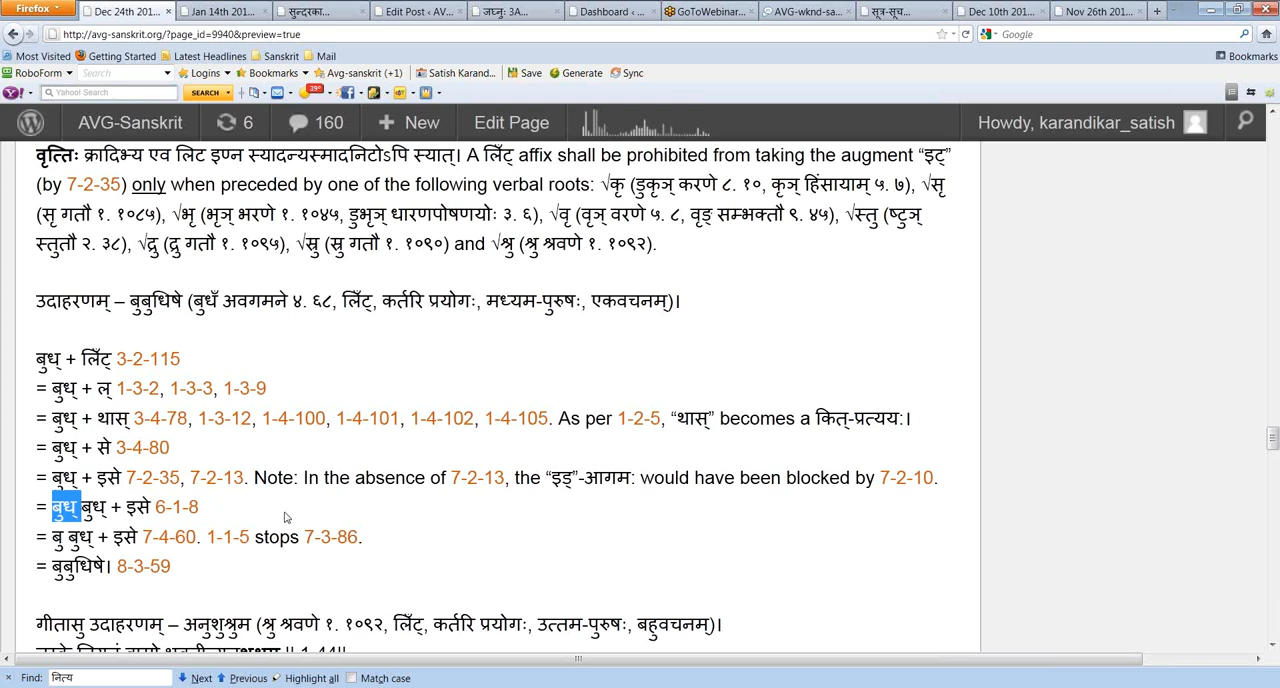 Firefox
Dec 24th 201...
Jan 14th 201...
सुन्दरका...
Edit Post ‹ AV...
जघ्नुः 3A...
Dashboard ‹ ...
GoToWebinar...
AVG-wknd-sa...
सूत्र-सूच...
Dec 10th 201...
Nov 26th 201...
http://avg-sanskrit.org/?page_id=9940&preview=true
Google
Most Visited Getting Started Latest Headlines Sanskrit Mail
Bookmarks
RoboForm Search Logins Bookmarks Avg-sanskrit (+1) Satish Karand... Save Generate Sync
Yahoo! Search SEARCH 39°
AVG-Sanskrit 6 160 New Edit Page Howdy, karandikar_satish
वृत्तिः क्रादिभ्य एव लिट इण्न स्यादन्यस्मादनिटोऽपि स्यात्। A लिँट् affix shall be prohibited from taking the augment “इट्”
(by 7-2-35) only when preceded by one of the following verbal roots: √कृ (डुकृञ् करणे ८. १०, कृञ् हिंसायाम् ५. ७), √सृ
(सृ गतौ १. १०८५), √भृ (भृञ् भरणे १. १०४५, डुभृञ् धारणपोषणयोः ३. ६), √वृ (वृञ् वरणे ५. ८, वृङ् सम्भक्तौ ९. ४५), √स्तु (ष्टुञ्
स्तुतौ २. ३८), √द्रु (द्रु गतौ १. १०९५), √स्रु (स्रु गतौ १. १०९०) and √श्रु (श्रु श्रवणे १. १०९२).
उदाहरणम् – बुबुधिषे (बुधँ अवगमने ४. ६८, लिँट्, कर्तरि प्रयोगः, मध्यम-पुरुषः, एकवचनम्)।
बुध् + लिँट् 3-2-115
= बुध् + ल् 1-3-2, 1-3-3, 1-3-9
= बुध् + थास् 3-4-78, 1-3-12, 1-4-100, 1-4-101, 1-4-102, 1-4-105. As per 1-2-5, “थास्” becomes a कित्-प्रत्यय:।
= बुध् + से 3-4-80
= बुध् + इसे 7-2-35, 7-2-13. Note: In the absence of 7-2-13, the “इड्”-आगम: would have been blocked by 7-2-10.
= बुध् बुध् + इसे 6-1-8
= बु बुध् + इसे 7-4-60. 1-1-5 stops 7-3-86.
= बुबुधिषे। 8-3-59
गीतासु उदाहरणम् – अनुशुश्रुम (श्रु श्रवणे १. १०९२, लिँट्, कर्तरि प्रयोगः, उत्तम-पुरुषः, बहुवचनम्)।
Find: नित्य Next Previous Highlight all Match case